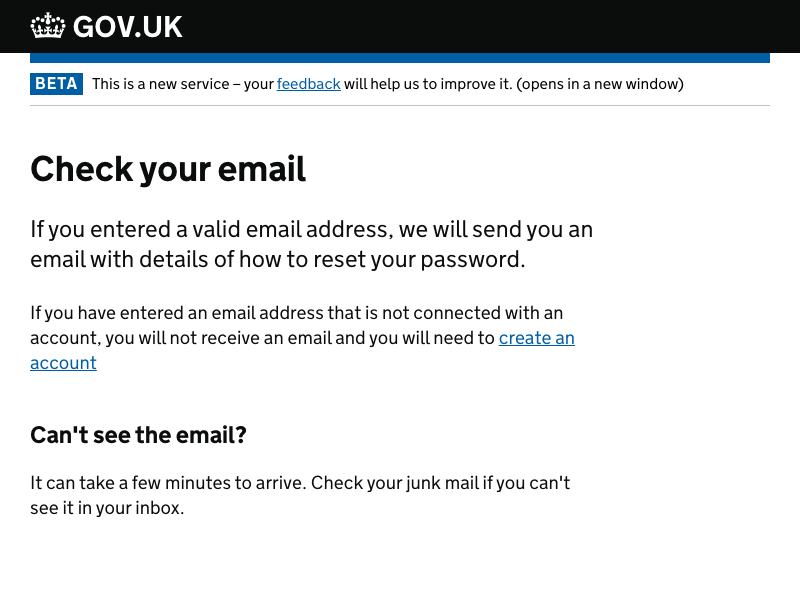 GOV.UK
BETA This is a new service – your feedback will help us to improve it. (opens in a new window)
Check your email
If you entered a valid email address, we will send you an
email with details of how to reset your password.
If you have entered an email address that is not connected with an
account, you will not receive an email and you will need to create an
account
Can't see the email?
It can take a few minutes to arrive. Check your junk mail if you can't
see it in your inbox.